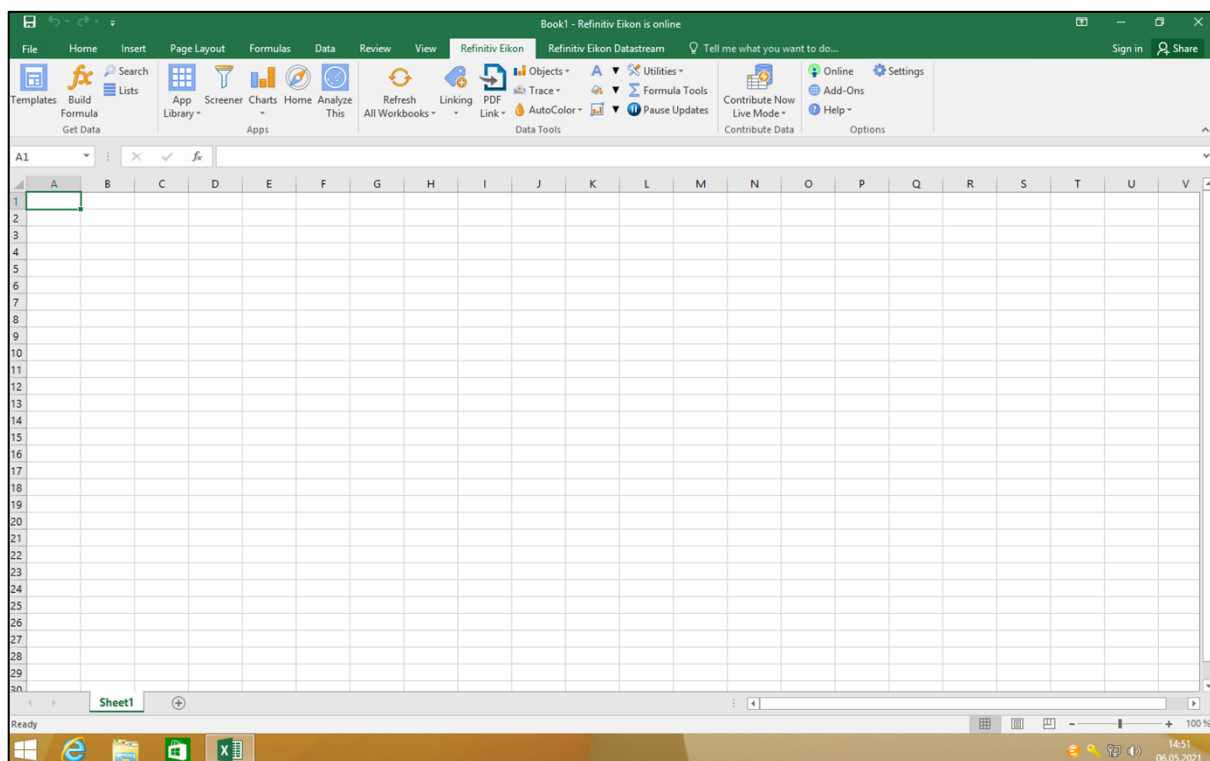 Book1 - Refinitiv Eikon is online
File Home Insert Page Layout Formulas Data Review View Refinitiv Eikon Refinitiv Eikon Datastream Tell me what you want to do... Sign in Share
Templates
Build Formula
Search
Lists
Get Data
App Library
Screener
Charts
Home
Analyze This
Apps
Refresh All Workbooks
Linking
PDF Link
Objects
Trace
AutoColor
A
Utilities
Formula Tools
Pause Updates
Data Tools
Contribute Now
Live Mode
Contribute Data
Online
Add-Ons
Help
Settings
Options
A1 fx
A B C D E F G H I J K L M N O P Q R S T U V
1
2
3
4
5
6
7
8
9
10
11
12
13
14
15
16
17
18
19
20
21
22
23
24
25
26
27
28
29
30
Sheet1
Ready 100 %
14:51
06.05.2021